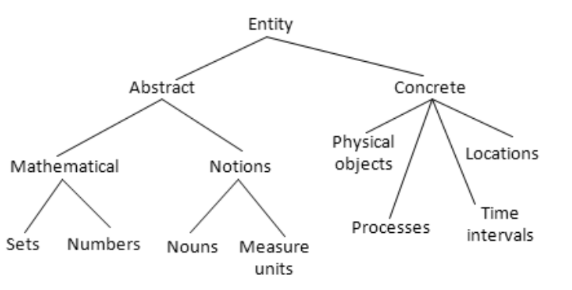 Entity
Abstract
Concrete
Physical
objects
Locations
Mathematical
Notions
Processes
Time
intervals
Sets
Numbers
Nouns
Measure
units